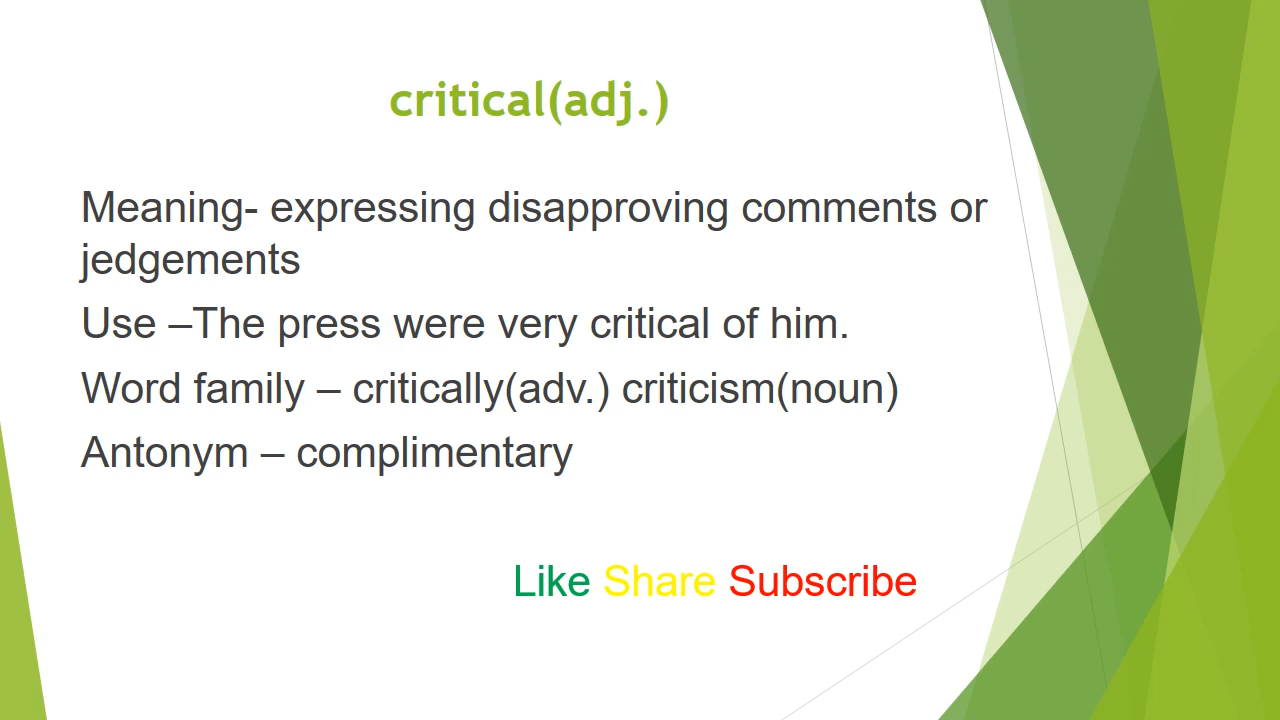 critical(adj.)
Meaning- expressing disapproving comments or
jedgements
Use –The press were very critical of him.
Word family – critically(adv.) criticism(noun)
Antonym – complimentary
Like Share Subscribe